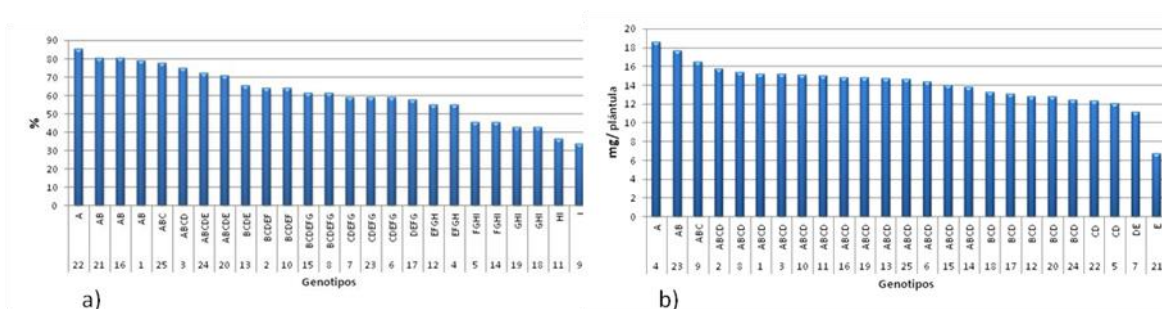 90
80
70
60
50
40
30
20
10
0
%
A AB AB AB ABC ABCD ABCDE ABCDE BCDE BCDEF BCDEF BCDEFG BCDEFG CDEFG CDEFG CDEFG DEFG EFGH EFGH FGHI FGHI GHI GHI HI I
22 21 16 1 25 3 24 20 13 2 10 15 8 7 23 6 17 12 4 5 14 19 18 11 9
Genotipos
a)
20
18
16
14
12
10
8
6
4
2
0
mg/ plántula
A AB ABC ABCD ABCD ABCD ABCD ABCD ABCD ABCD ABCD ABCD ABCD ABCD ABCD ABCD BCD BCD BCD BCD BCD CD CD DE E
4 23 9 2 8 1 3 10 11 16 19 13 25 6 15 14 18 17 12 20 24 22 5 7 21
Genotipos
b)